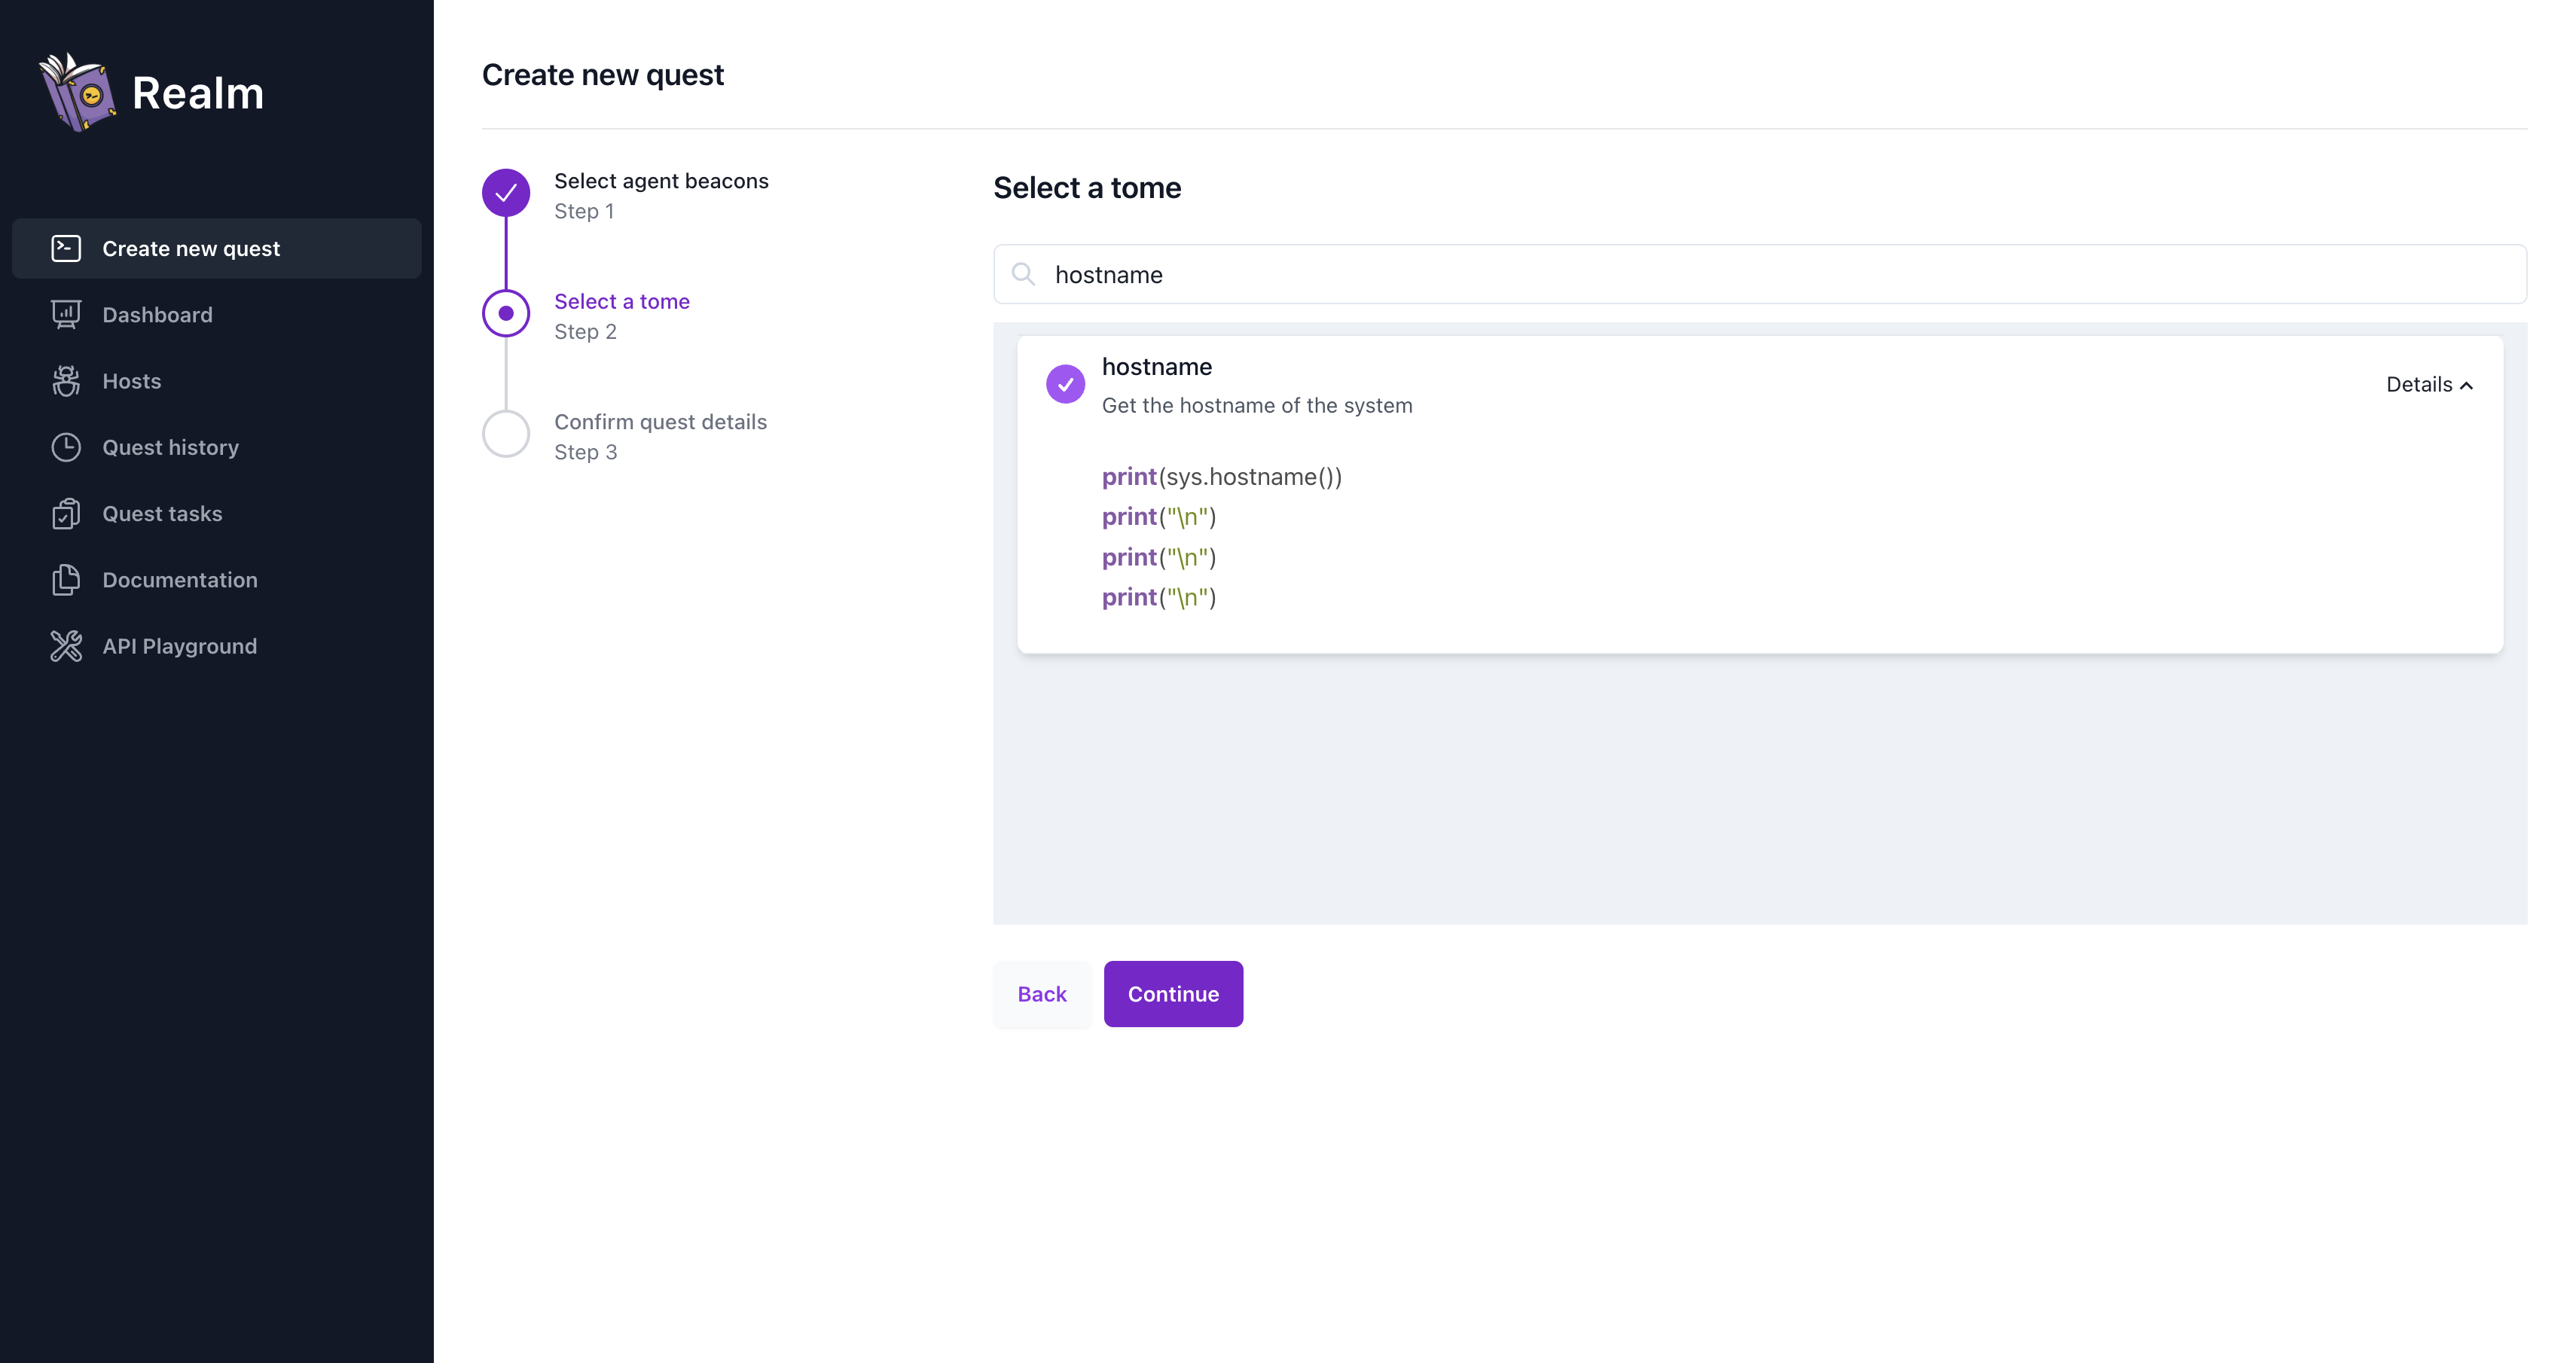 Realm
Create new quest
Dashboard
Hosts
Quest history
Quest tasks
Documentation
API Playground
Create new quest
Select agent beacons
Step 1
Select a tome
Step 2
Confirm quest details
Step 3
Select a tome
hostname
hostname
Get the hostname of the system
Details
print(sys.hostname())
print("\n")
print("\n")
print("\n")
Back
Continue